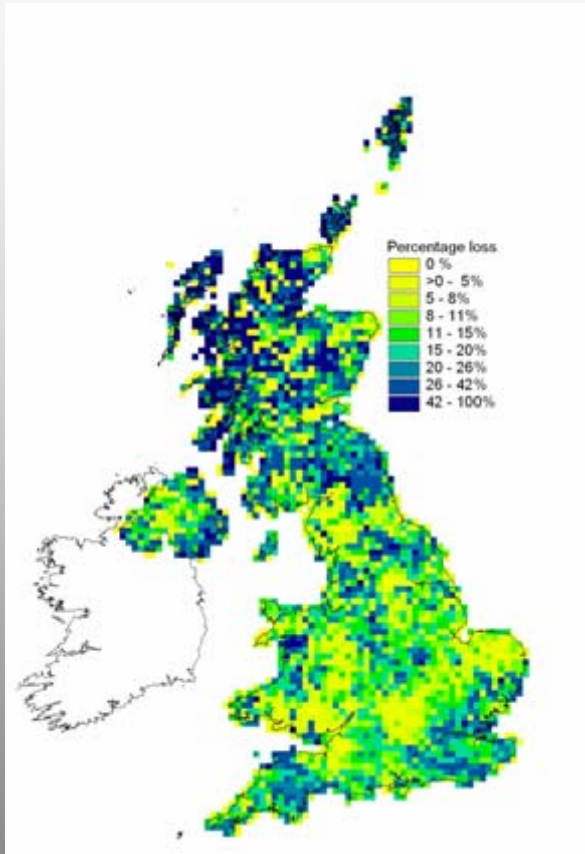 Percentage loss
0 %
>0 - 5%
5 - 8%
8 - 11%
11 - 15%
15 - 20%
20 - 26%
26 - 42%
42 - 100%